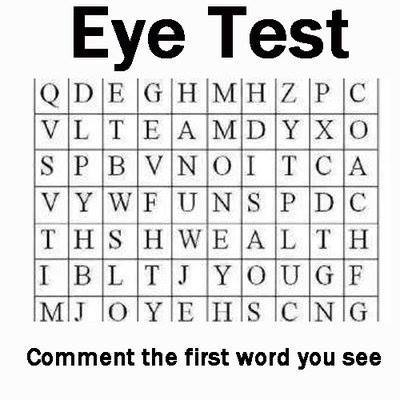 Eye Test
Q D E G H M H Z P C
V L T E A M D Y X O
S P B V N O I T C A
V Y W F U N S P D C
T H S H W E A L T H
I B L T J Y O U G F
M J O Y E H S C N G
Comment the first word you see